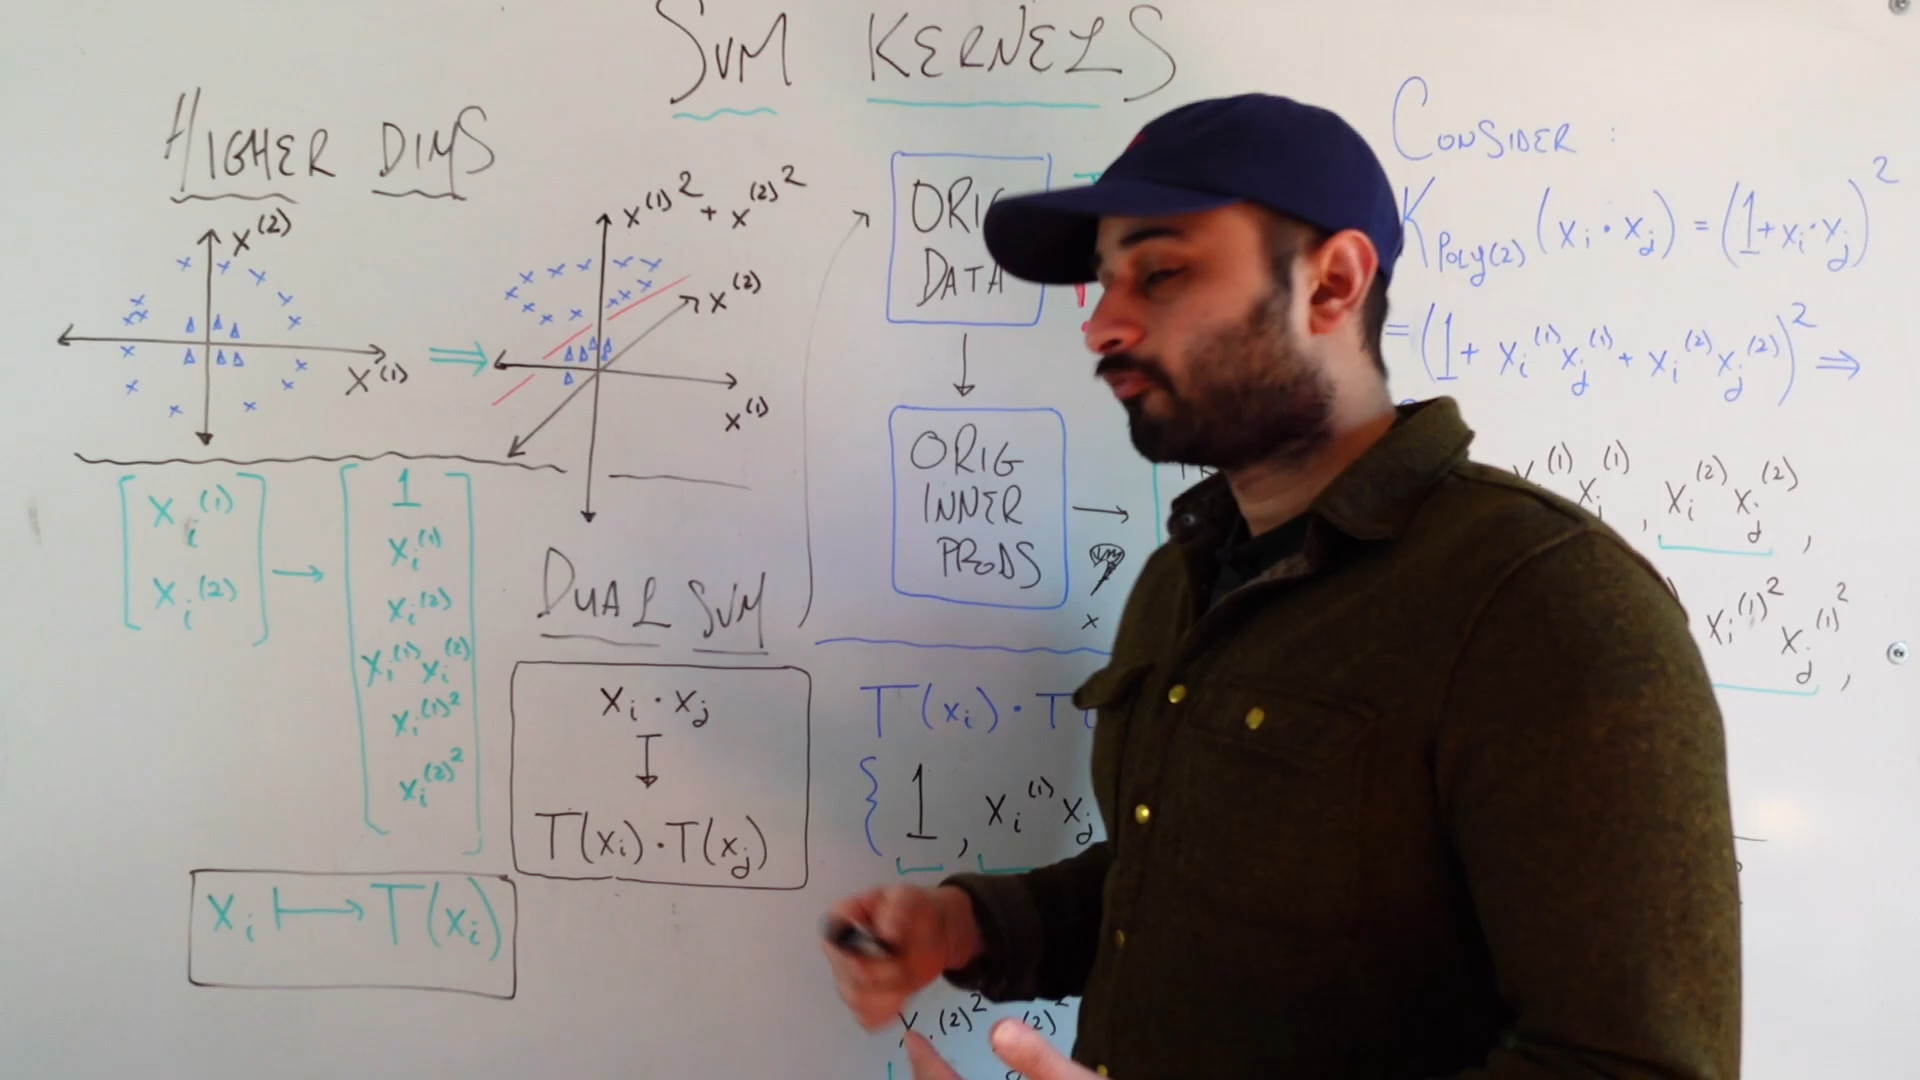 SVM KERNELS
HIGHER DIMS
x^(2)
x^(1)
x^(1)2 + x^(2)2
x^(2)
x^(1)
x_i^(1)
x_i^(2)
1
x_i^(1)
x_i^(2)
x_i^(1) x_i^(2)
x_i^(1)2
x_i^(2)2
x_i ↦ T(x_i)
DUAL SVM
x_i · x_j
T(x_i)·T(x_j)
ORIG
DATA
ORIG
INNER
PRODS
x
T(x_i) · T(
{ 1, x_i^(1) x_j
x_i^(2)2 (2)2
CONSIDER :
K_Poly(2) (x_i · x_j) = (1 + x_i · x_j)^2
= (1 + x_i^(1) x_j^(1) + x_i^(2) x_j^(2))^2 ⇒
x_i^(1) x_j^(1), x_i^(2) x_j^(2),
x_i^(1)2 x_j^(1)2,